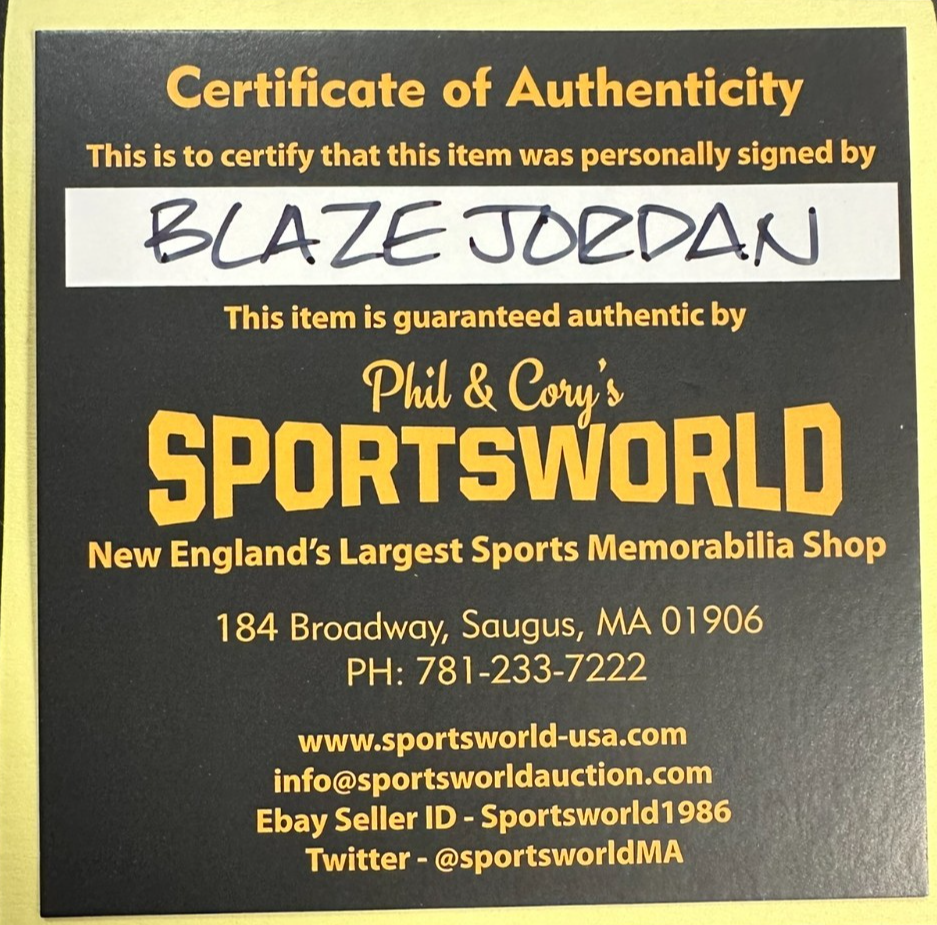 Certificate of Authenticity
This is to certify that this item was personally signed by
BLAZE JORDAN
This item is guaranteed authentic by
Phil & Cory's
SPORTSWORLD
New England's Largest Sports Memorabilia Shop
184 Broadway, Saugus, MA 01906
PH: 781-233-7222
www.sportsworld-usa.com
info@sportsworldauction.com
Ebay Seller ID - Sportsworld1986
Twitter - @sportsworldMA